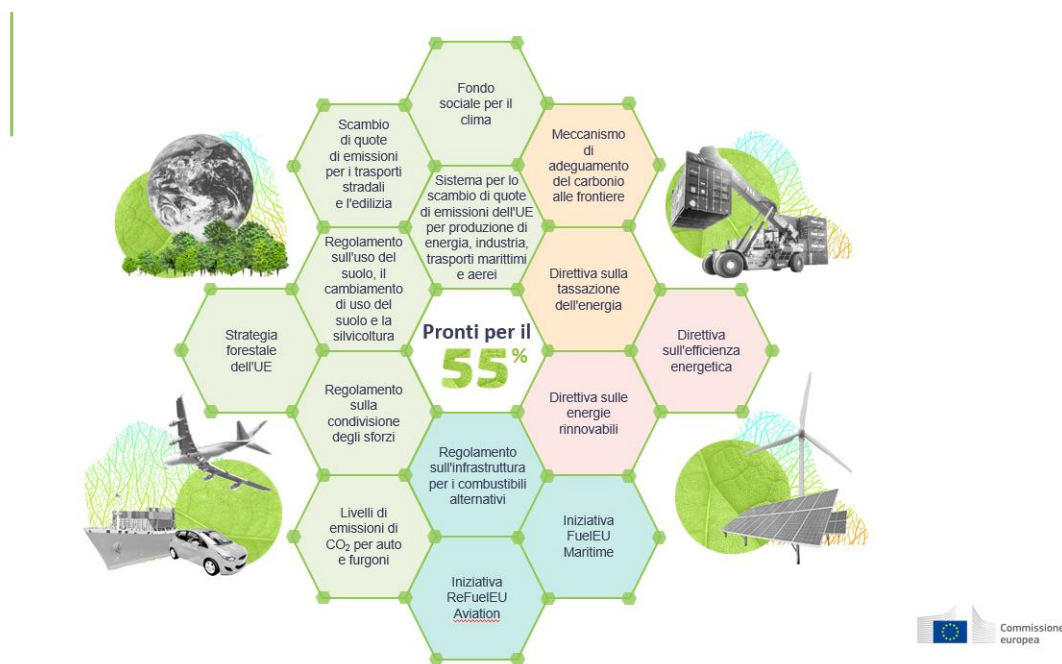 Fondo
sociale per il
clima
Scambio
di quote
di emissioni
per i trasporti
stradali
e l'edilizia
Meccanismo
di
adeguamento
del carbonio
alle frontiere
Sistema per lo
scambio di quote
di emissioni dell'UE
per produzione di
energia, industria,
trasporti marittimi
e aerei
Regolamento
sull'uso del
suolo, il
cambiamento
di uso del
suolo e la
silvicoltura
Direttiva sulla
tassazione
dell'energia
Strategia
forestale
dell'UE
Pronti per il
55%
Direttiva
sull'efficienza
energetica
Regolamento
sulla
condivisione
degli sforzi
Direttiva sulle
energie
rinnovabili
Regolamento
sull'infrastruttura
per i combustibili
alternativi
Livelli di
emissioni di
CO₂ per auto
e furgoni
Iniziativa
FuelEU
Maritime
Iniziativa
ReFuelEU
Aviation
Commissione
europea